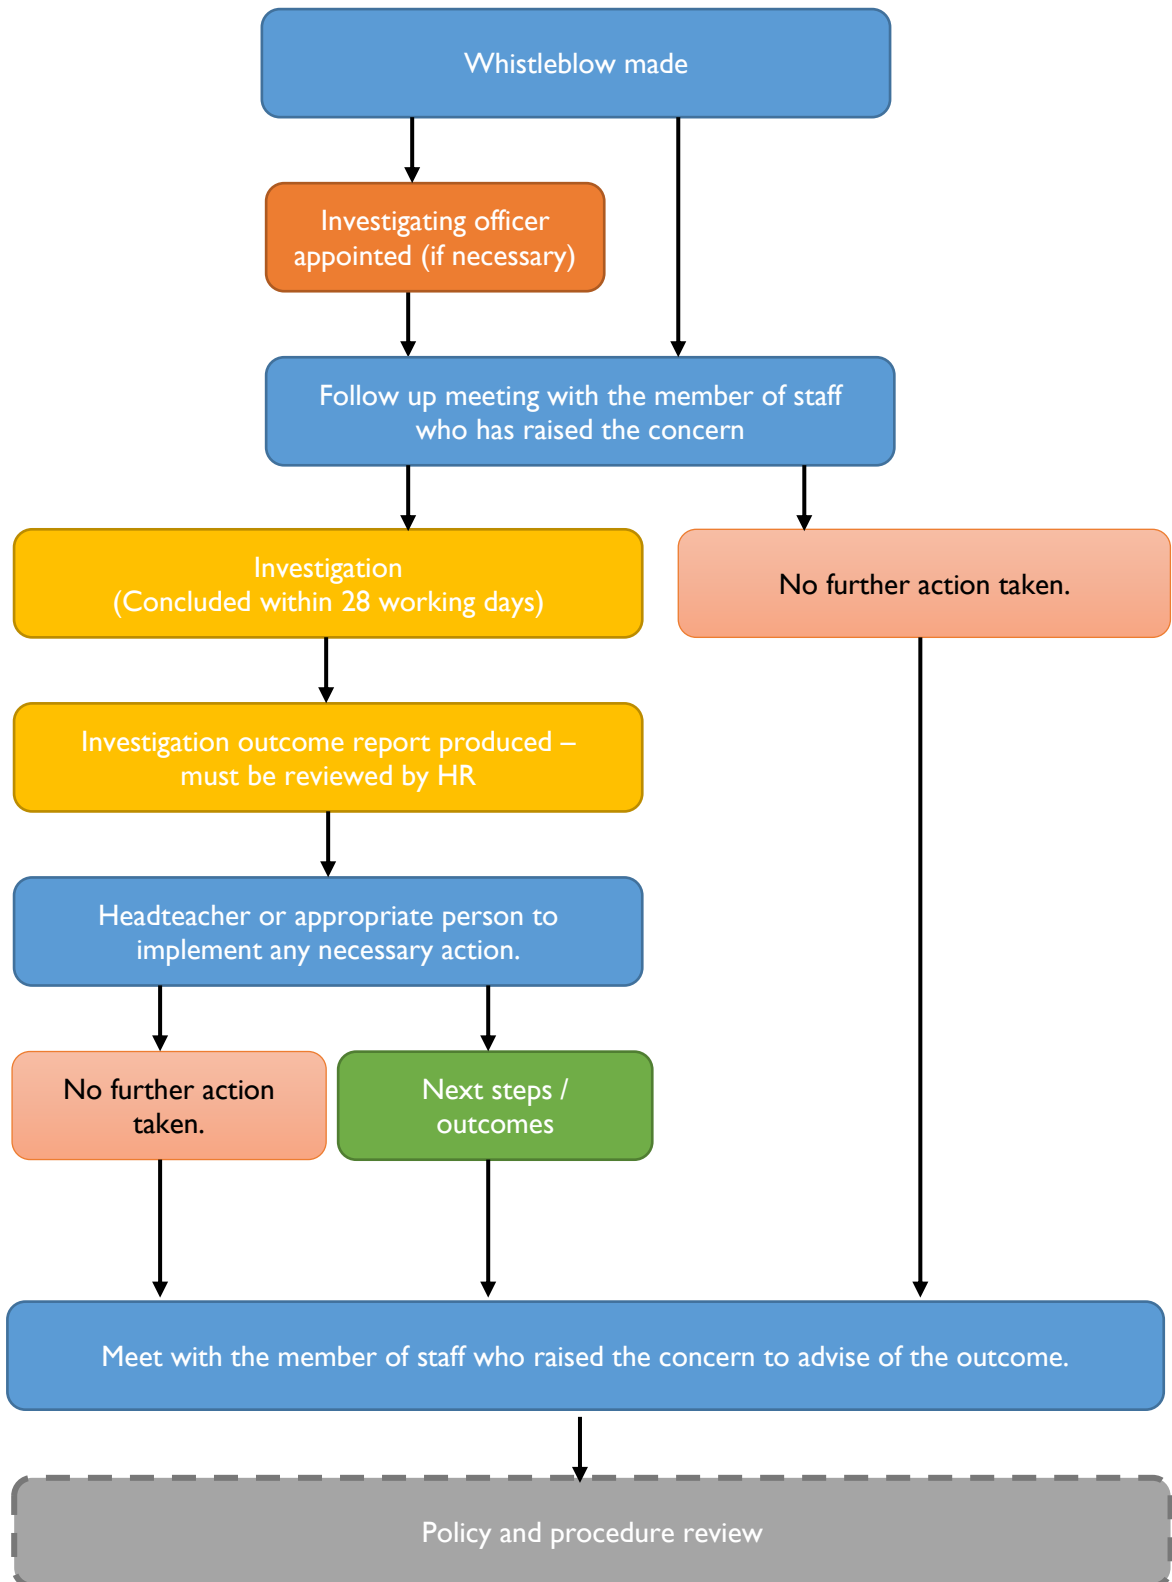 Whistleblow made
Investigating officer
appointed (if necessary)
Follow up meeting with the member of staff
who has raised the concern
Investigation
(Concluded within 28 working days)
No further action taken.
Investigation outcome report produced –
must be reviewed by HR
Headteacher or appropriate person to
implement any necessary action.
No further action
taken.
Next steps /
outcomes
Meet with the member of staff who raised the concern to advise of the outcome.
Policy and procedure review